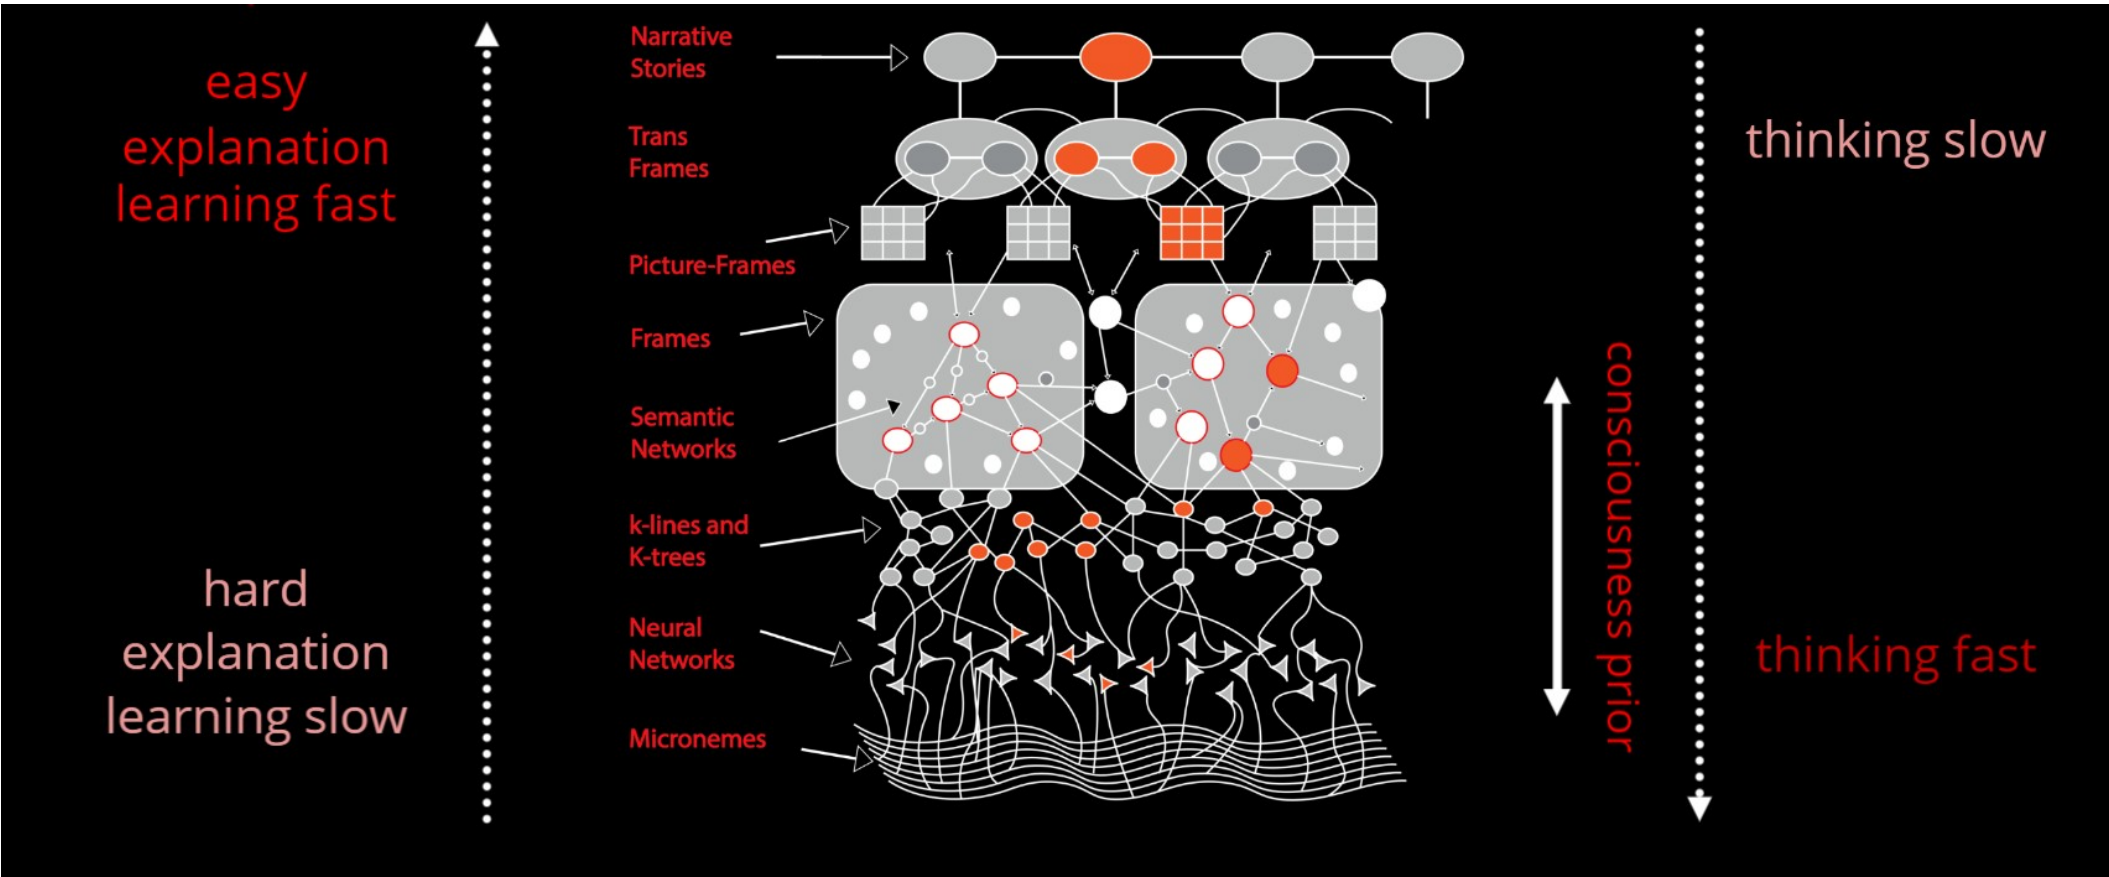 easy
explanation
learning fast
hard
explanation
learning slow
Narrative
Stories
Trans
Frames
Picture-Frames
Frames
Semantic
Networks
k-lines and
K-trees
Neural
Networks
Micronemes
consciousness prior
thinking slow
thinking fast